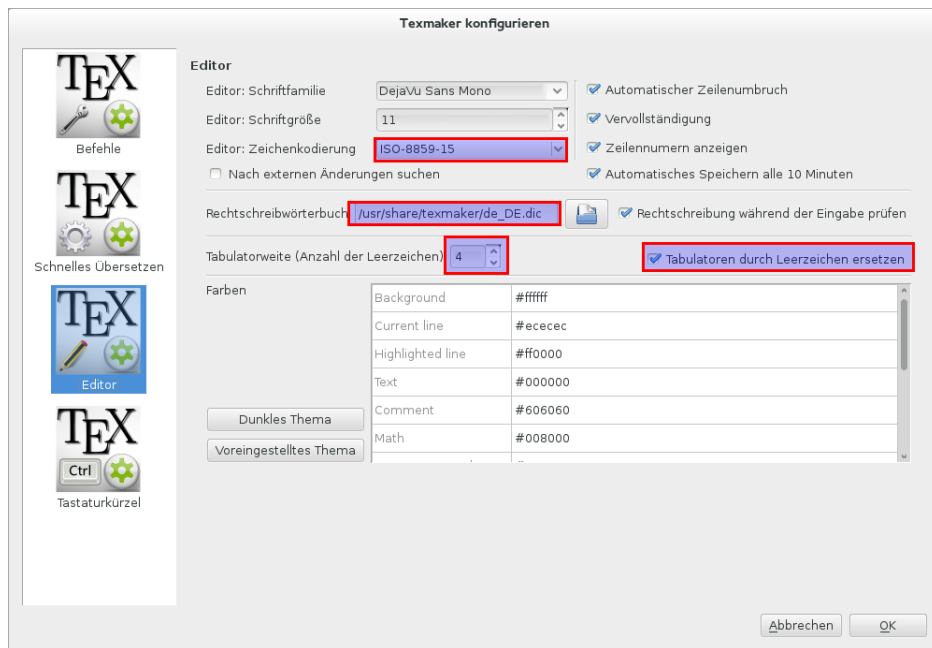 Texmaker konfigurieren
TEX
Befehle
TEX
Schnelles Übersetzen
TEX
Editor
TEX
Ctrl
Tastaturkürzel
Editor
Editor: Schriftfamilie DejaVu Sans Mono
Automatischer Zeilenumbruch
Editor: Schriftgröße 11
Vervollständigung
Editor: Zeichenkodierung ISO-8859-15
Zeilennumern anzeigen
Nach externen Änderungen suchen
Automatisches Speichern alle 10 Minuten
Rechtschreibwörterbuch /usr/share/texmaker/de_DE.dic
Rechtschreibung während der Eingabe prüfen
Tabulatorweite (Anzahl der Leerzeichen) 4
Tabulatoren durch Leerzeichen ersetzen
Farben
Dunkles Thema
Voreingestelltes Thema
Background #ffffff
Current line #ececec
Highlighted line #ff0000
Text #000000
Comment #606060
Math #008000
Abbrechen
OK